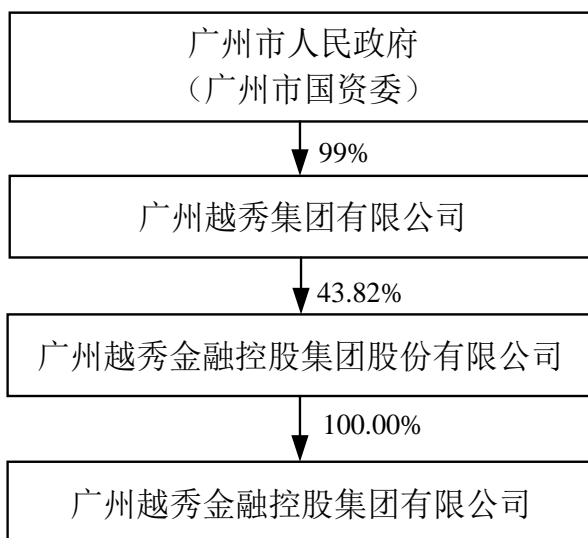 广州市人民政府
（广州市国资委）
99%
广州越秀集团有限公司
43.82%
广州越秀金融控股集团股份有限公司
100.00%
广州越秀金融控股集团有限公司